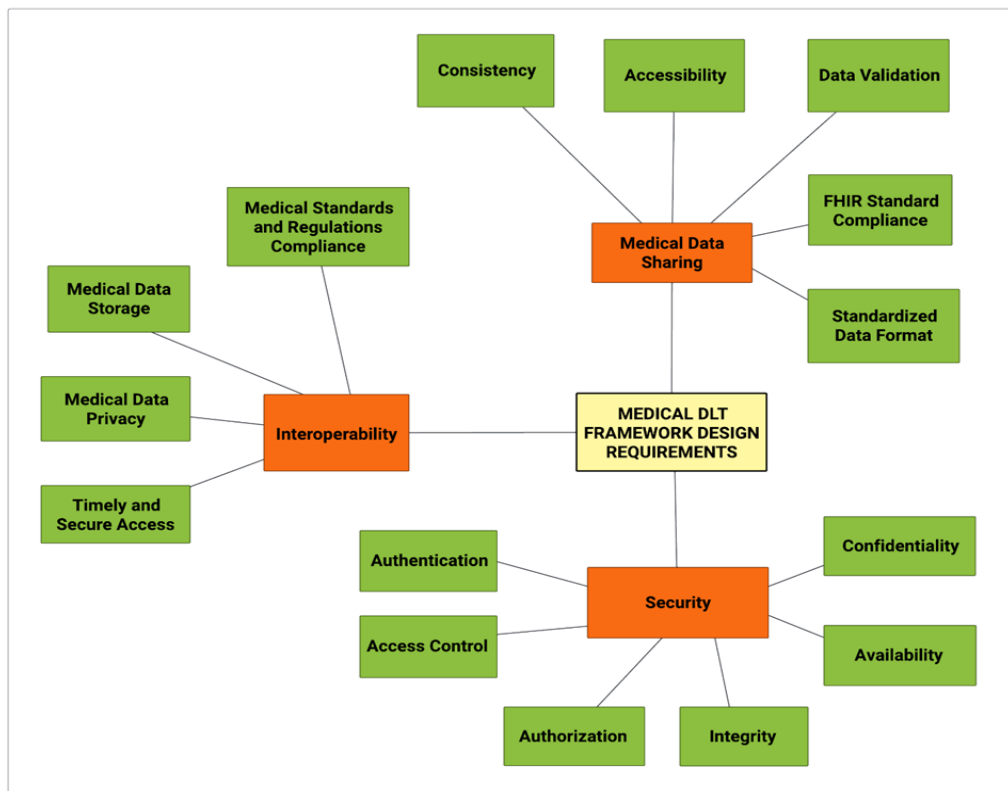 Consistency
Accessibility
Data Validation
Medical Standards
and Regulations
Compliance
FHIR Standard
Compliance
Medical Data
Sharing
Medical Data
Storage
Standardized
Data Format
Medical Data
Privacy
Interoperability
MEDICAL DLT
FRAMEWORK DESIGN
REQUIREMENTS
Timely and
Secure Access
Authentication
Confidentiality
Security
Access Control
Availability
Authorization
Integrity